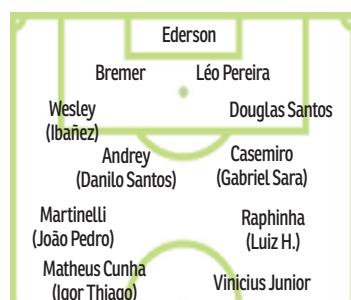 Ederson
Bremer Léo Pereira
Wesley Douglas Santos
(Ibañez)
Andrey Casemiro
(Danilo Santos) (Gabriel Sara)
Martinelli Raphinha
(João Pedro) (Luiz H.)
Matheus Cunha Vinicius Junior
(Igor Thiago)